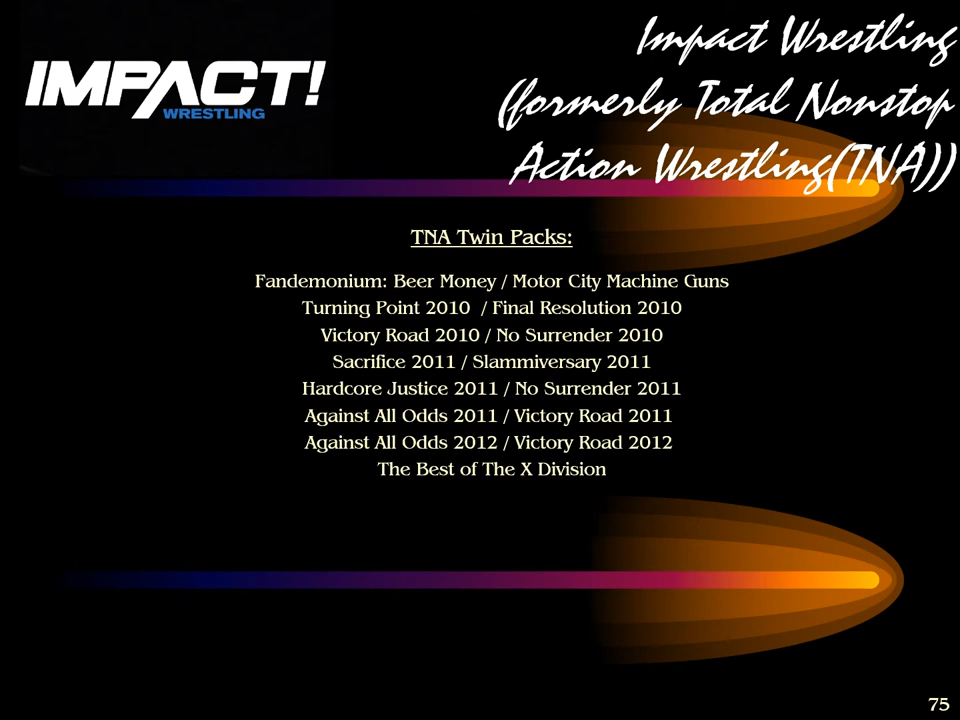 IMPACT!
WRESTLING
Impact Wrestling
(formerly Total Nonstop
Action Wrestling(TNA))
TNA Twin Packs:
Fandemonium: Beer Money / Motor City Machine Guns
Turning Point 2010  / Final Resolution 2010
Victory Road 2010 / No Surrender 2010
Sacrifice 2011 / Slammiversary 2011
Hardcore Justice 2011 / No Surrender 2011
Against All Odds 2011 / Victory Road 2011
Against All Odds 2012 / Victory Road 2012
The Best of The X Division
75